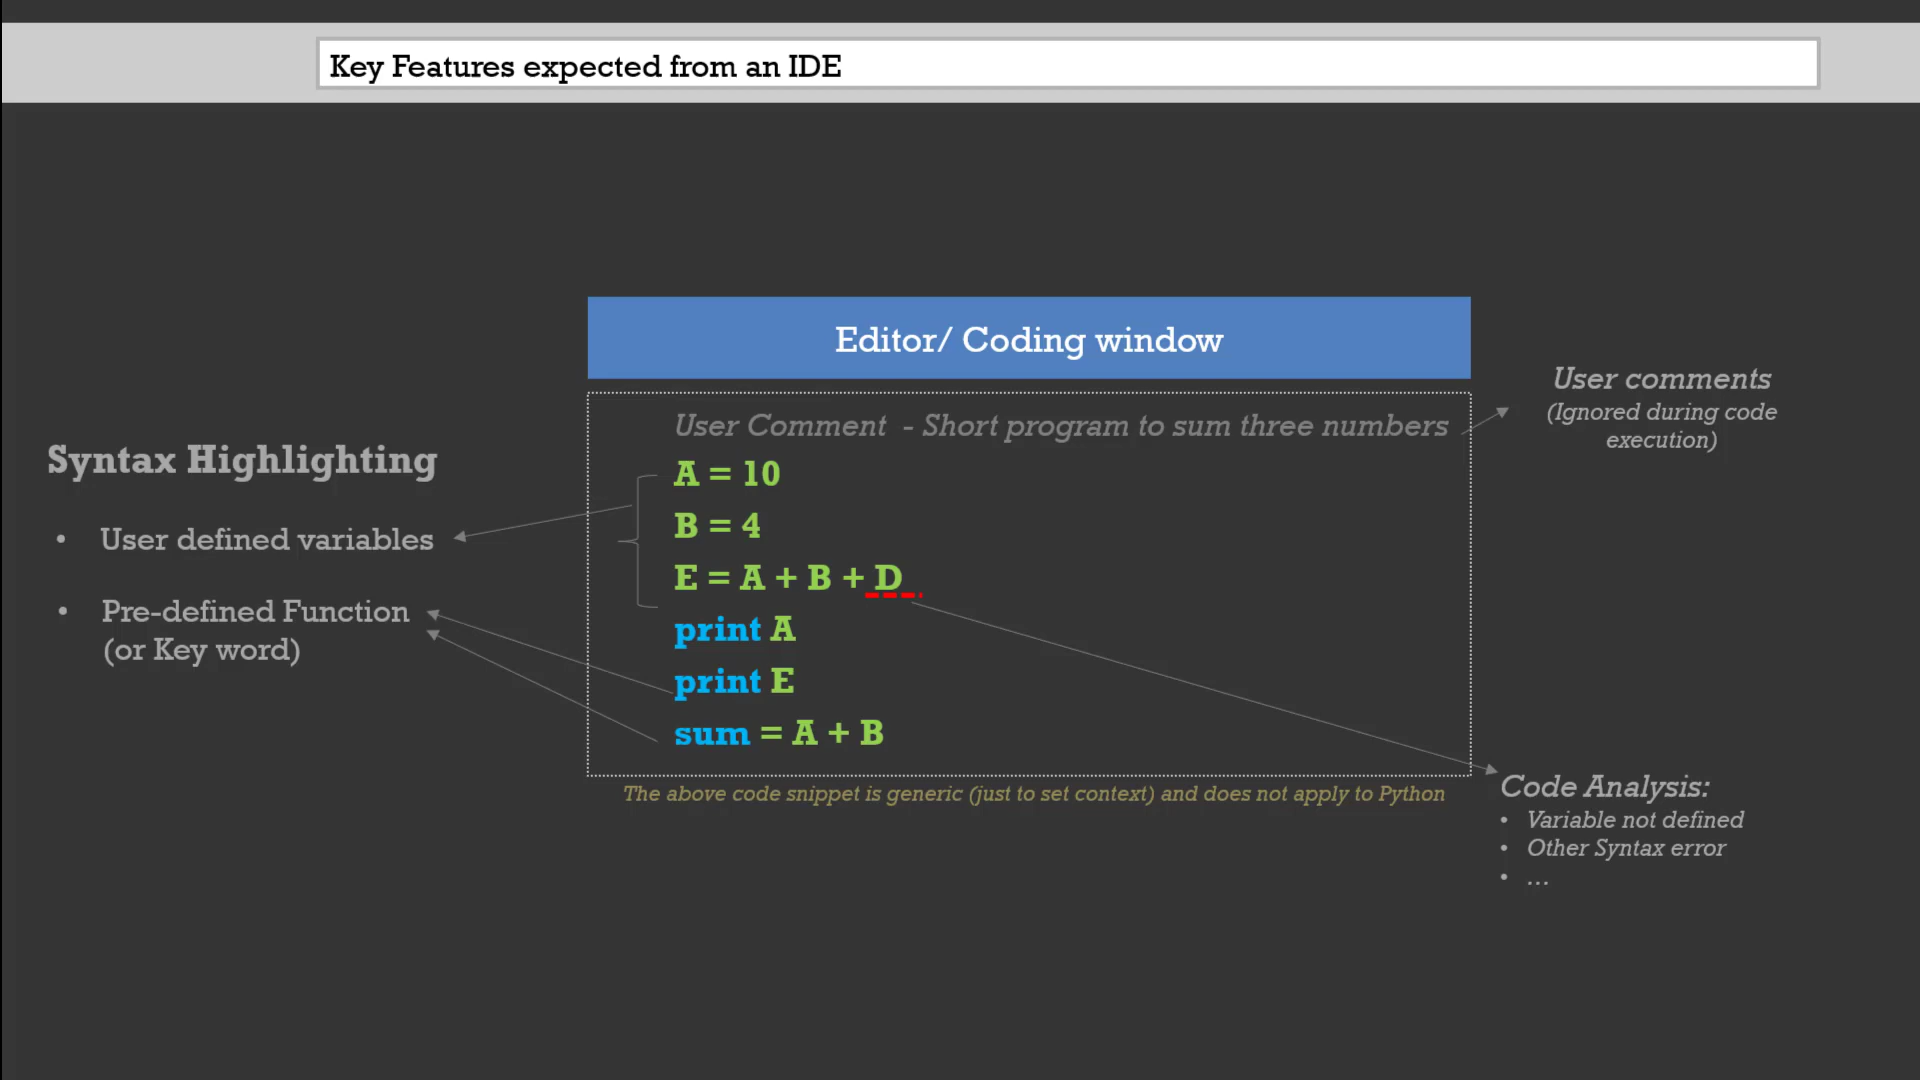 Key Features expected from an IDE
Editor/ Coding window
User comments
(Ignored during code
execution)
User Comment - Short program to sum three numbers
Syntax Highlighting
A = 10
B = 4
E = A + B + D
print A
print E
sum = A + B
• User defined variables
• Pre-defined Function
(or Key word)
The above code snippet is generic (just to set context) and does not apply to Python
Code Analysis:
• Variable not defined
• Other Syntax error
• ...